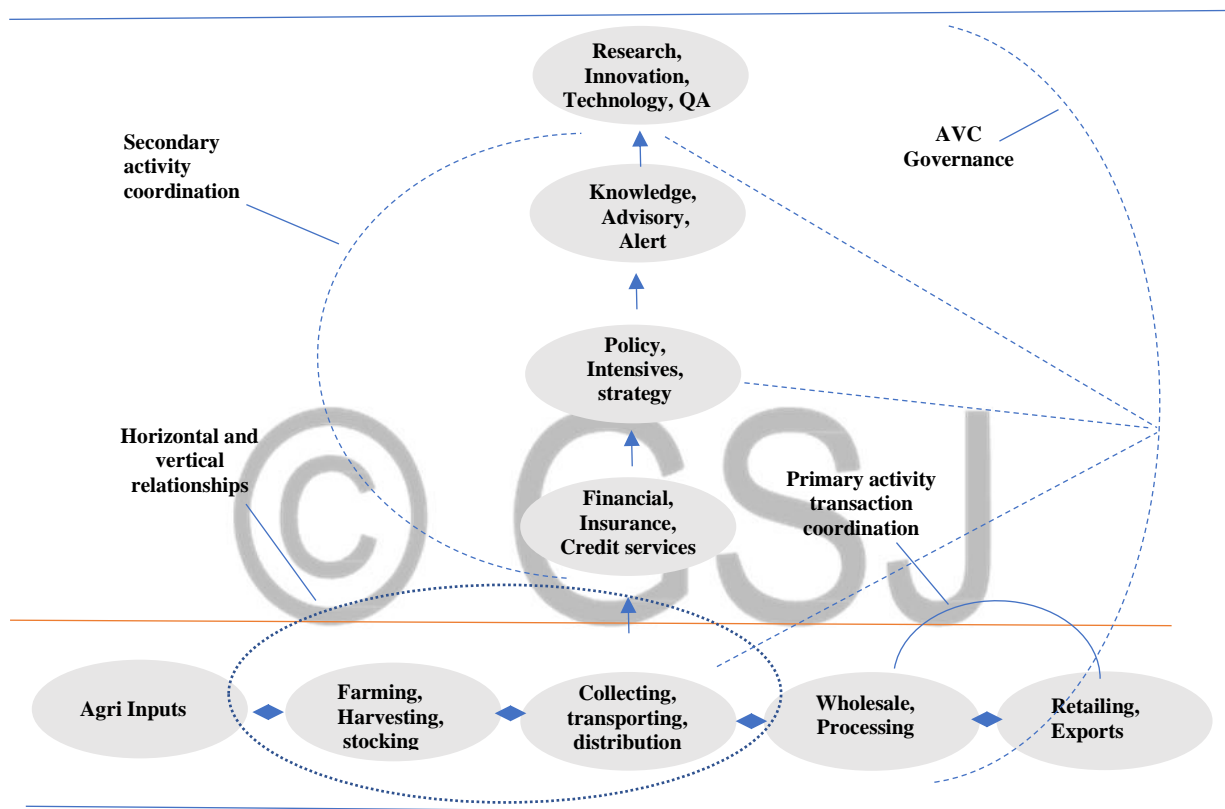 Research,
Innovation,
Technology, QA
Secondary
activity
coordination
AVC
Governance
Knowledge,
Advisory,
Alert
Policy,
Intensives,
strategy
Horizontal and
vertical
relationships
Financial,
Insurance,
Credit services
Primary activity
transaction
coordination
© GSJ
Agri Inputs
Farming,
Harvesting,
stocking
Collecting,
transporting,
distribution
Wholesale,
Processing
Retailing,
Exports